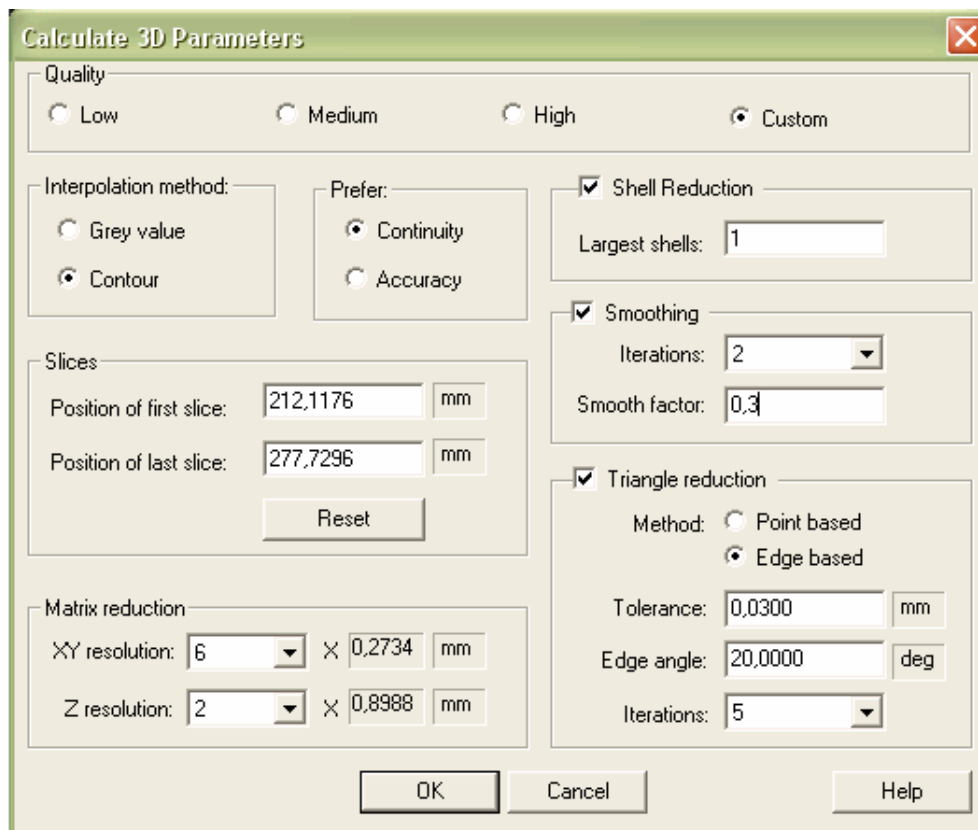 Calculate 3D Parameters
Quality
Low Medium High Custom
Interpolation method:
Grey value
Contour
Prefer:
Continuity
Accuracy
Shell Reduction
Largest shells: 1
Smoothing
Iterations: 2
Smooth factor: 0,3
Slices
Position of first slice: 212,1176 mm
Position of last slice: 277,7296 mm
Reset
Triangle reduction
Method: Point based
Edge based
Tolerance: 0,0300 mm
Edge angle: 20,0000 deg
Iterations: 5
Matrix reduction
XY resolution: 6 X 0,2734 mm
Z resolution: 2 X 0,8988 mm
OK Cancel Help